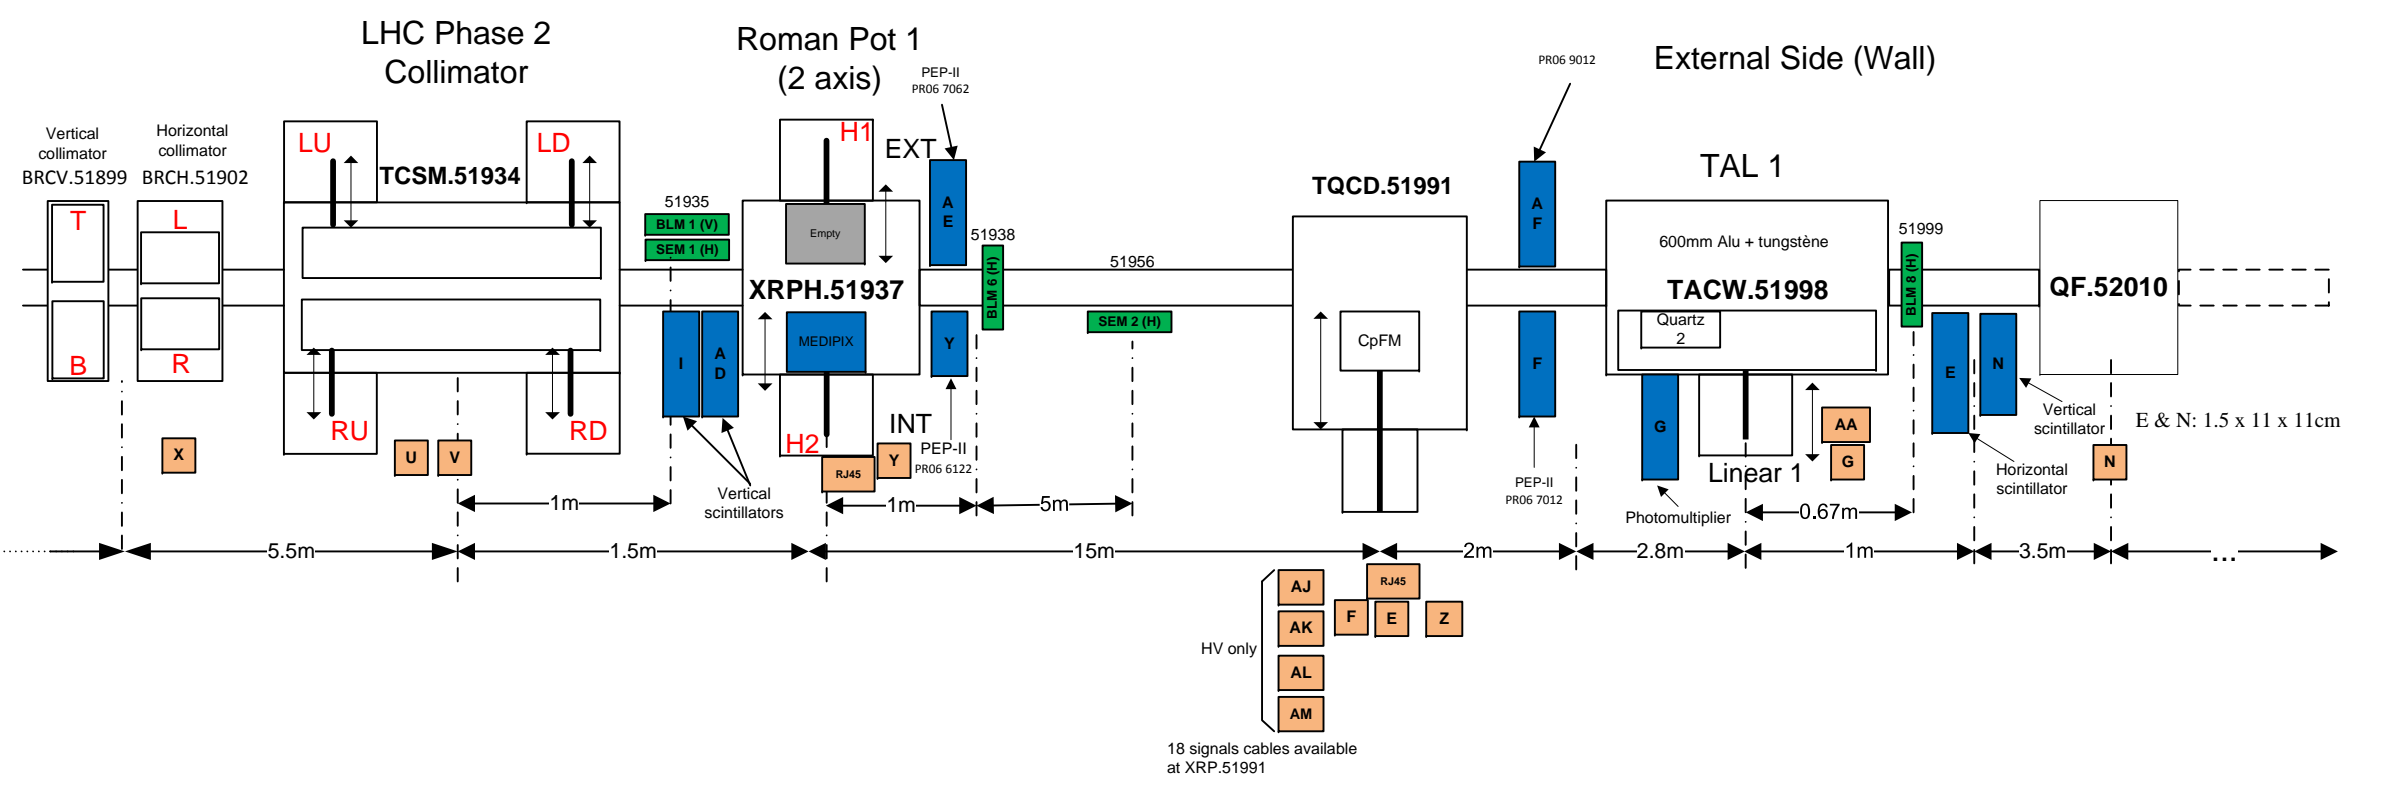 LHC Phase 2
Collimator
Roman Pot 1
(2 axis)
PEP-II
PR06 7062
PR06 9012
External Side (Wall)
Vertical
collimator
BRCV.51899
Horizontal
collimator
BRCH.51902
LU
LD
TCSM.51934
H1
EXT
TAL 1
TQCD.51991
T
L
51935
BLM 1 (V)
SEM 1 (H)
Empty
A
E
51938
BLM 6 (H)
51956
A
F
600mm Alu + tungstène
51999
BLM 8 (H)
XRPH.51937
TACW.51998
QF.52010
SEM 2 (H)
Quartz
2
B
R
I
A
D
MEDIPIX
Y
CpFM
F
E
N
RU
RD
H2
INT
G
AA
G
Vertical
scintillator
E & N: 1.5 x 11 x 11cm
X
U
V
RJ45
Y
PEP-II
PR06 6122
PEP-II
PR06 7012
Linear 1
Horizontal
scintillator
N
Vertical
scintillators
Photomultiplier
1m
1m
5m
0.67m
5.5m
1.5m
15m
2m
2.8m
1m
3.5m
...
AJ
AK
AL
AM
HV only
RJ45
F
E
Z
18 signals cables available
at XRP.51991